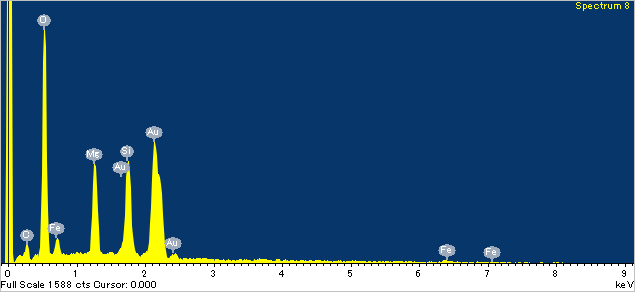 Spectrum 8
O
Au
Mg
Si
Au
Fe
Au
Fe
Fe
0 1 2 3 4 5 6 7 8 9
Full Scale 1588 cts Cursor: 0.000 keV